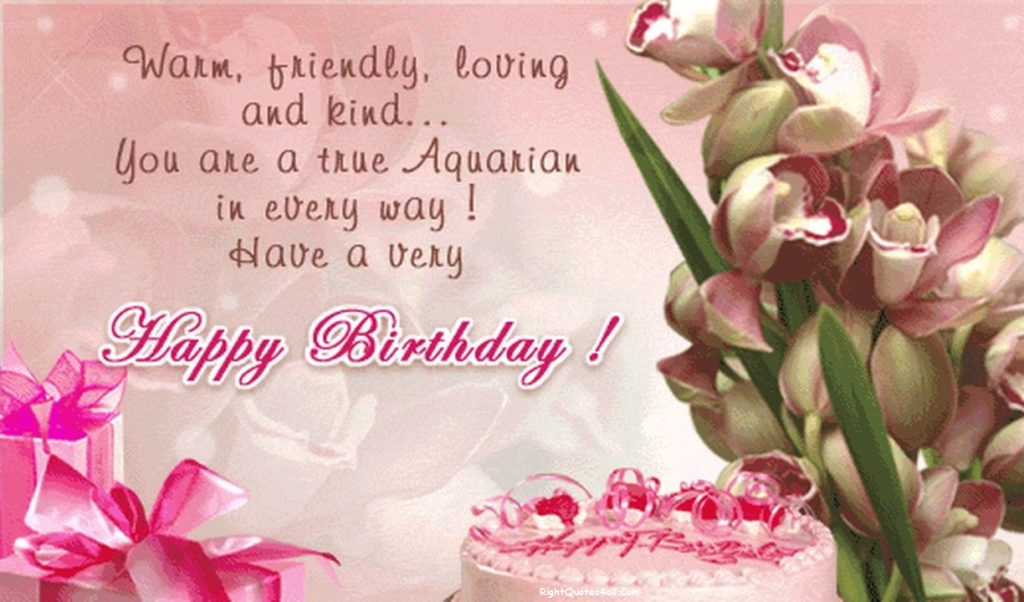 Warm, friendly, loving
and kind...
You are a true Aquarian
in every way !
Have a very
Happy Birthday !
RightQuotes4all.Com